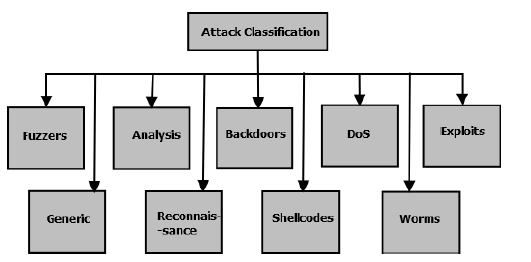 Attack Classification
Fuzzers
Analysis
Backdoors
DoS
Exploits
Generic
Reconnais-
-sance
Shellcodes
Worms